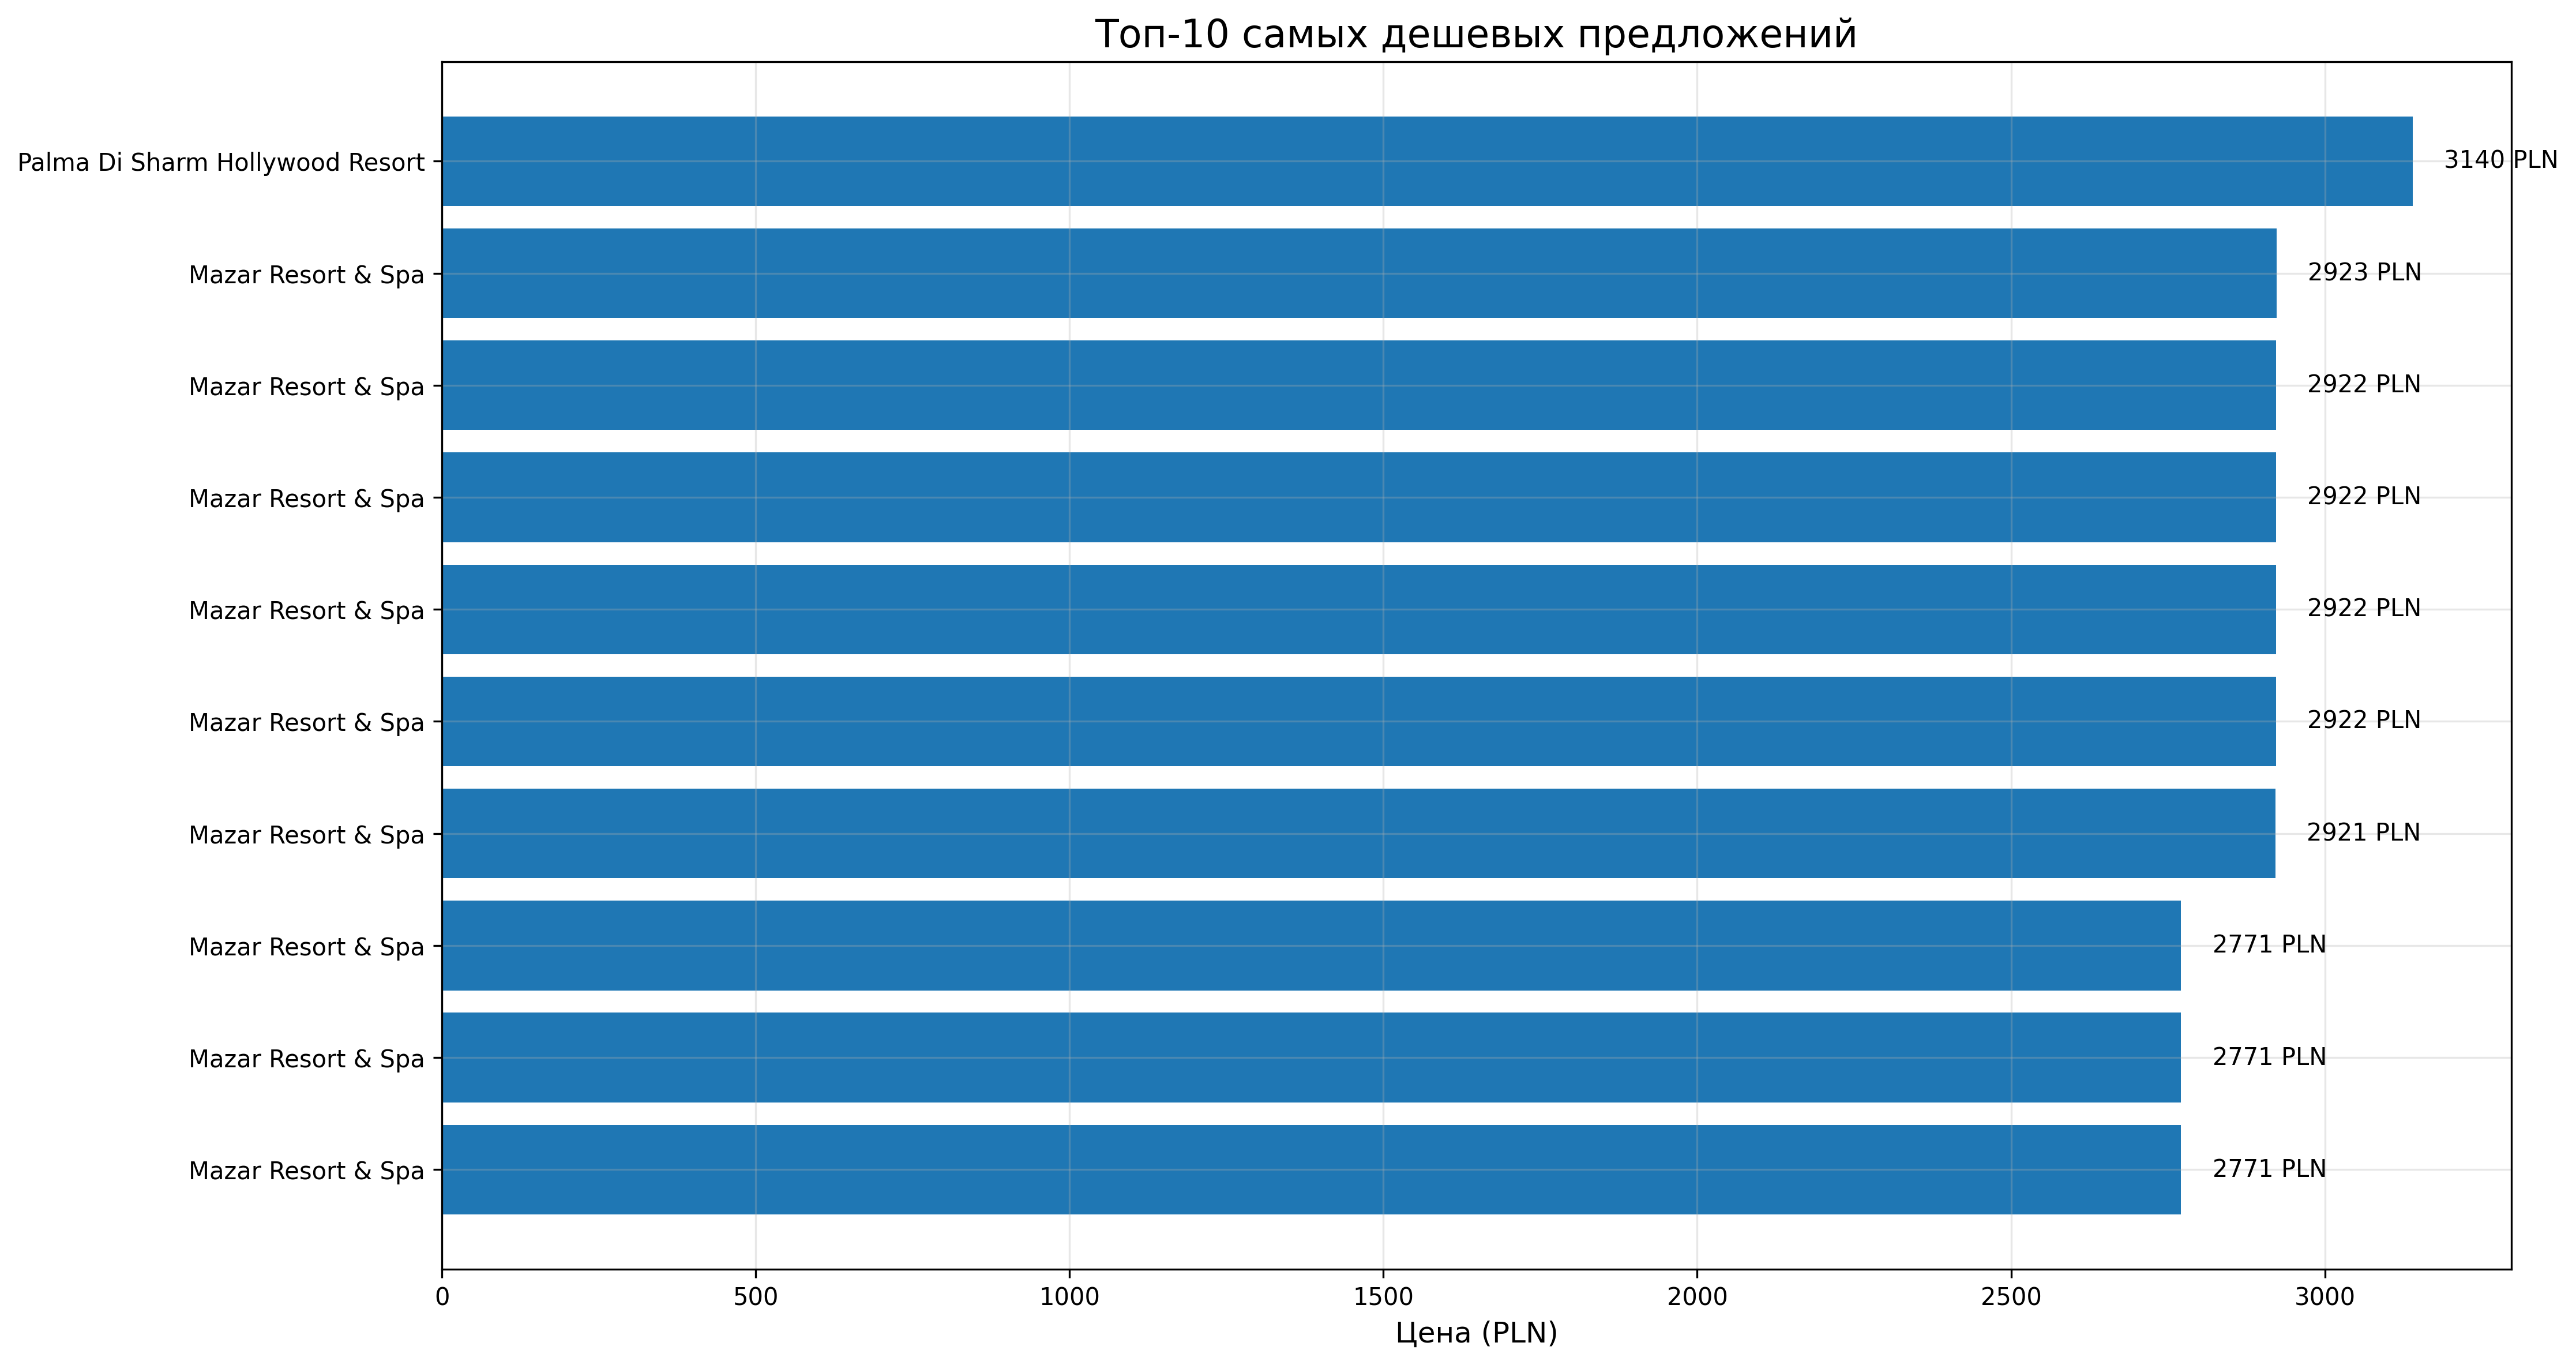 Топ-10 самых дешевых предложений
Palma Di Sharm Hollywood Resort 3140 PLN
Mazar Resort & Spa 2923 PLN
Mazar Resort & Spa 2922 PLN
Mazar Resort & Spa 2922 PLN
Mazar Resort & Spa 2922 PLN
Mazar Resort & Spa 2922 PLN
Mazar Resort & Spa 2921 PLN
Mazar Resort & Spa 2771 PLN
Mazar Resort & Spa 2771 PLN
Mazar Resort & Spa 2771 PLN
0 500 1000 1500 2000 2500 3000
Цена (PLN)